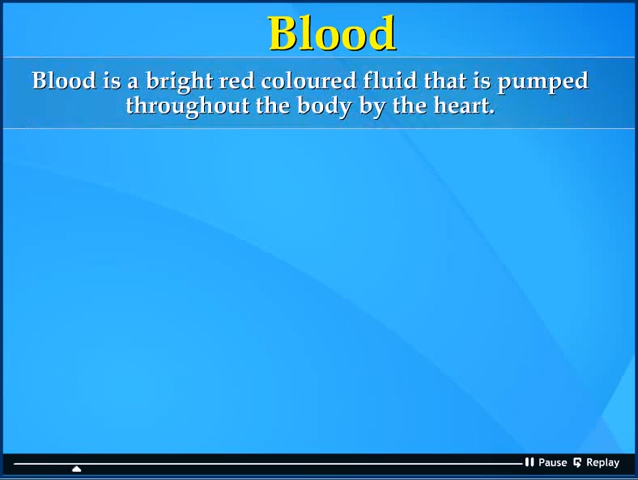 Blood
Blood is a bright red coloured fluid that is pumped
throughout the body by the heart.
Pause Replay